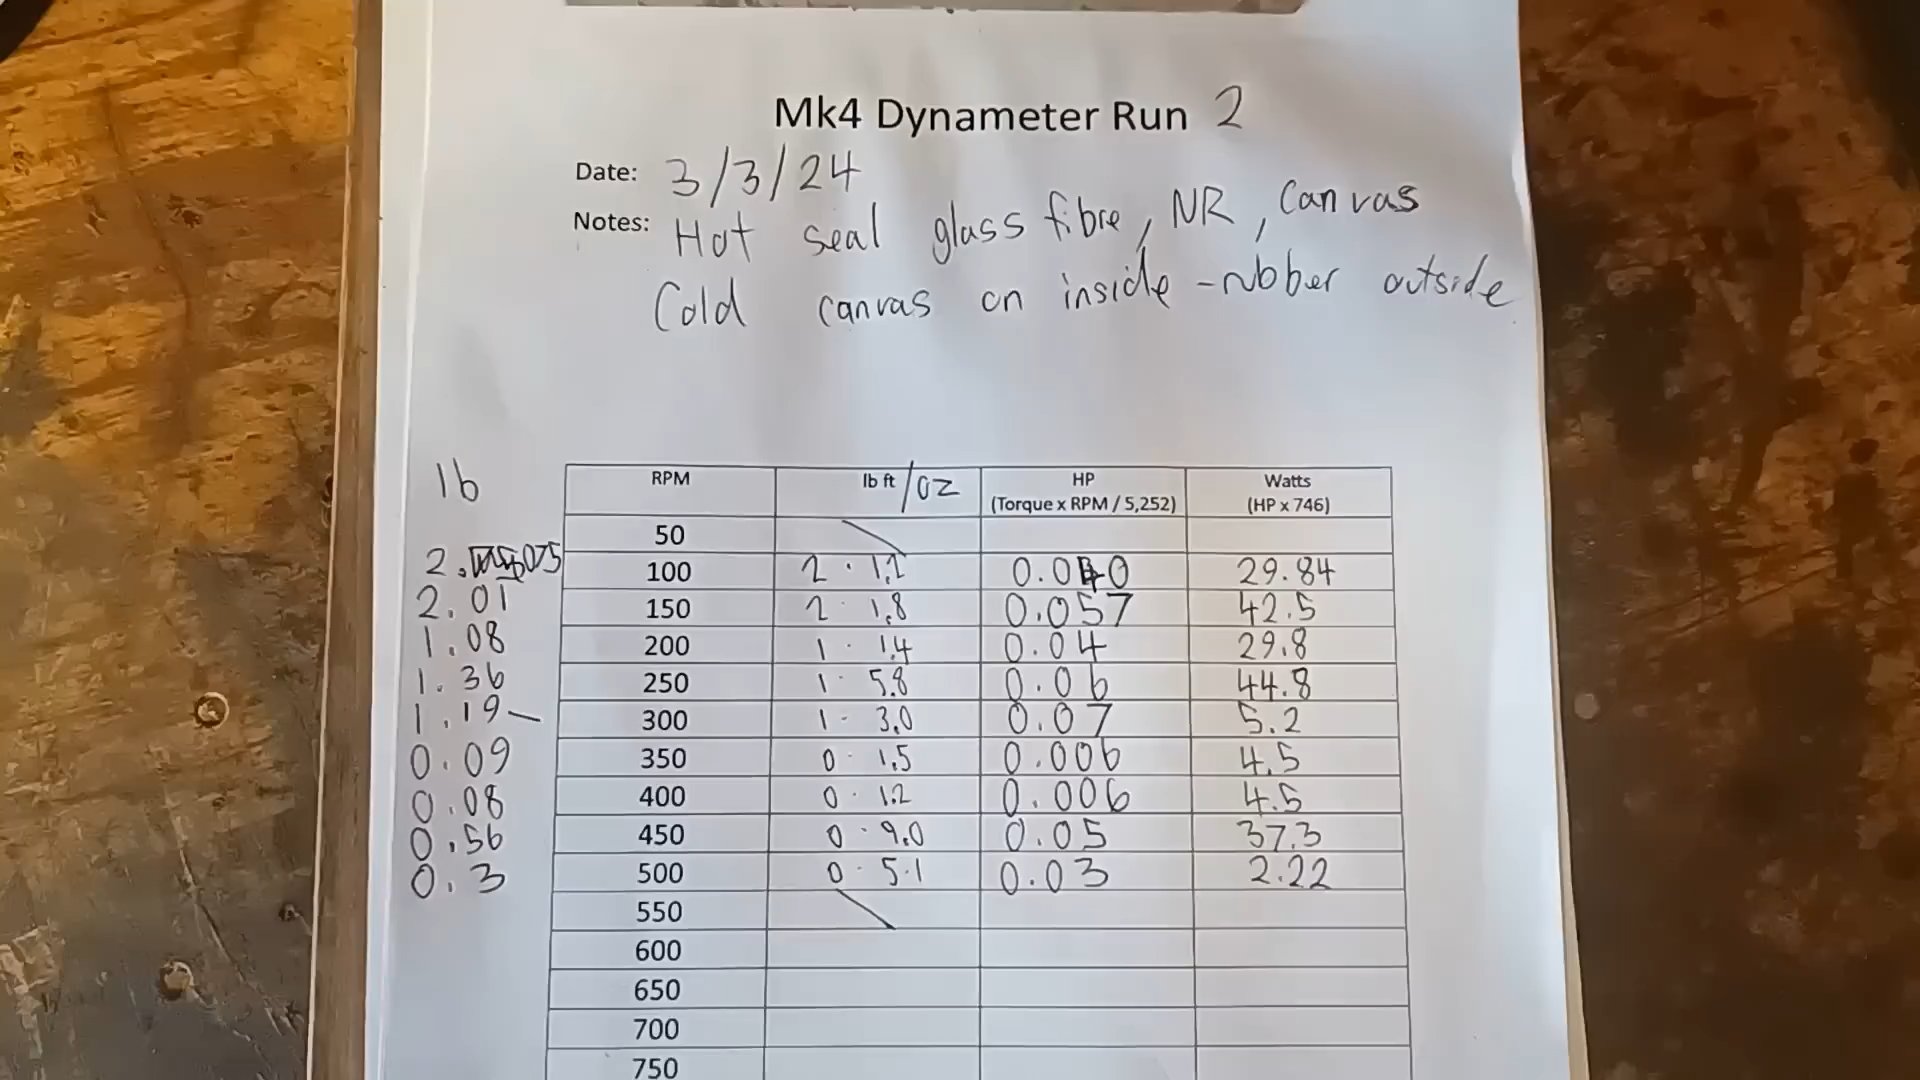 Mk4 Dynameter Run 2
Date: 3/3/24
Notes: Hot seal glass fibre, NR, Canvas
Cold canvas on inside - rubber outside
lb RPM lb ft/oz HP (Torque x RPM / 5,252) Watts (HP x 746)
50
2. 075 100 2 · 1.2 0.040 29.84
2.01 150 2 · 1.8 0.057 42.5
1.08 200 1 · 1.4 0.04 29.8
1.36 250 1 · 5.8 0.06 44.8
1.19 – 300 1 - 3.0 0.07 5.2
0.09 350 0 · 1.5 0.006 4.5
0.08 400 0 · 1.2 0.006 4.5
0.56 450 0 · 9.0 0.05 37.3
0.3 500 0 · 5.1 0.03 2.22
550
600
650
700
750